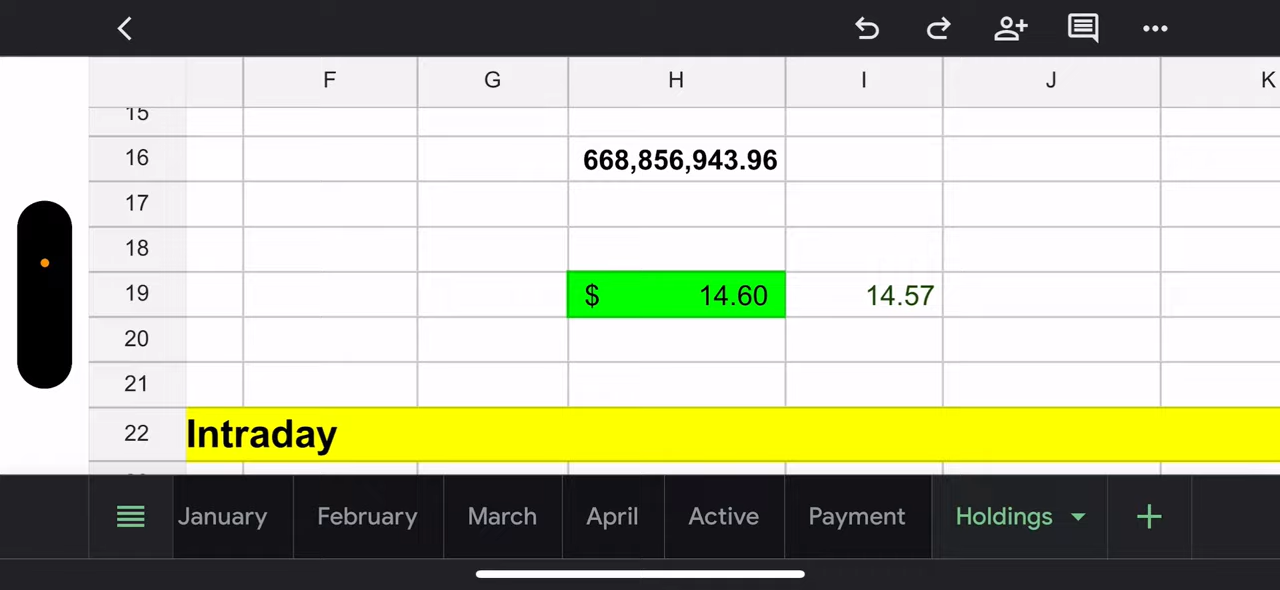 F G H I J K
15
16 668,856,943.96
17
18
19 $ 14.60 14.57
20
21
22 Intraday
January February March April Active Payment Holdings